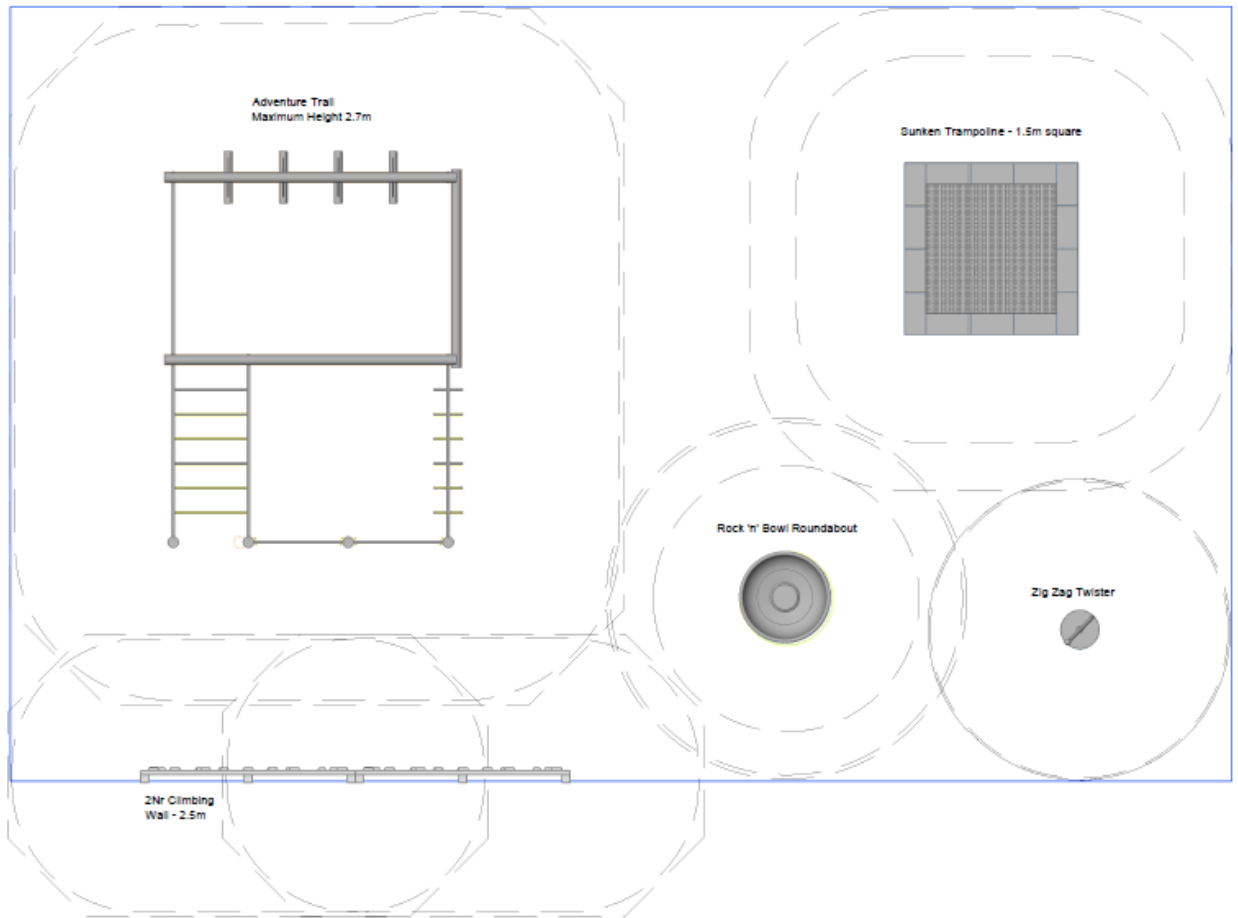 Adventure Trail
Maximum Height 2.7m
Sunken Trampoline - 1.5m square
Rock 'n' Bowl Roundabout
Zig Zag Twister
2Nr Climbing
Wall - 2.5m